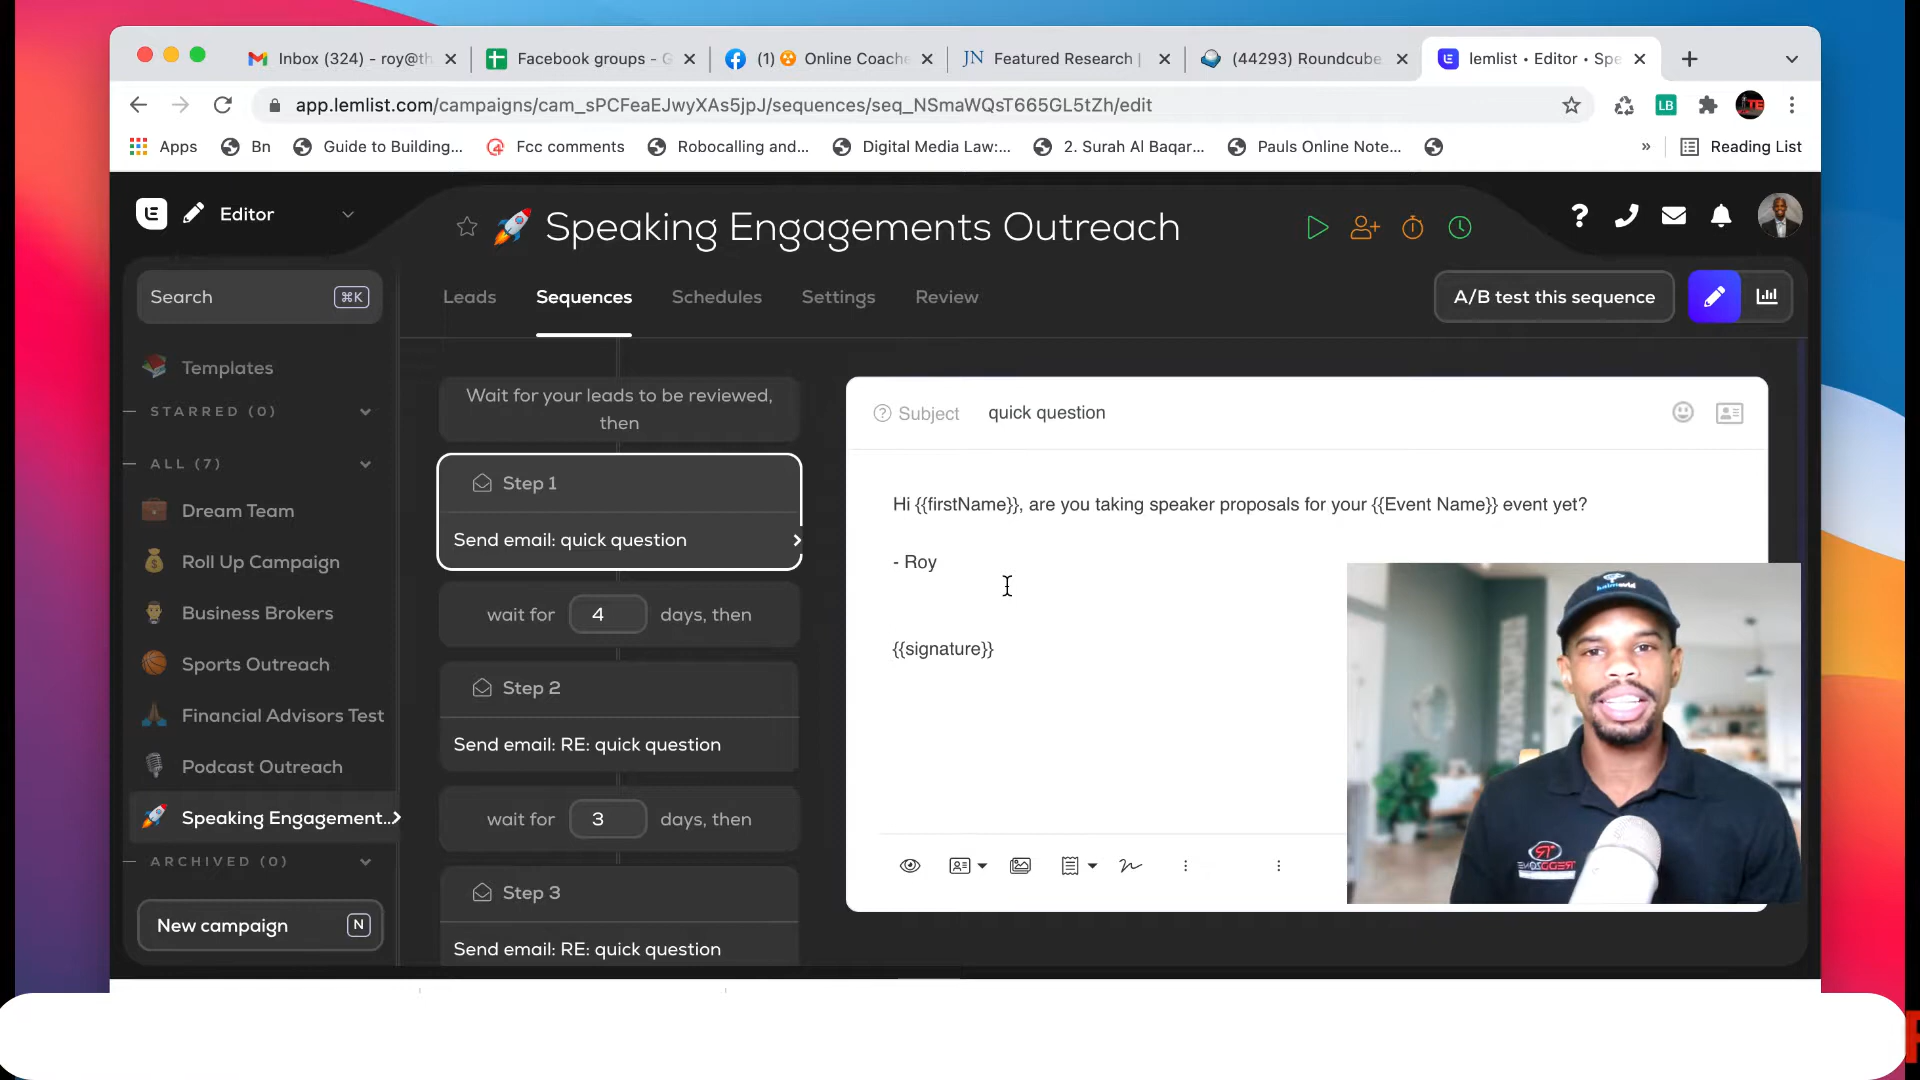 Inbox (324) - roy@th
Facebook groups - G
(1) Online Coache
JN Featured Research |
(44293) Roundcube
lemlist • Editor • Spe
app.lemlist.com/campaigns/cam_sPCFeaEJwyXAs5jpJ/sequences/seq_NSmaWQsT665GL5tZh/edit
LB
Apps
Bn
Guide to Building...
Fcc comments
Robocalling and...
Digital Media Law:...
2. Surah Al Baqar...
Pauls Online Note...
»
Reading List
Editor
Speaking Engagements Outreach
Search
⌘K
Leads
Sequences
Schedules
Settings
Review
A/B test this sequence
Templates
STARRED (0)
ALL (7)
Dream Team
Roll Up Campaign
Business Brokers
Sports Outreach
Financial Advisors Test
Podcast Outreach
Speaking Engagement...
ARCHIVED (0)
New campaign
N
Wait for your leads to be reviewed,
then
Step 1
Send email: quick question
wait for 4 days, then
Step 2
Send email: RE: quick question
wait for 3 days, then
Step 3
Send email: RE: quick question
Subject quick question
Hi {{firstName}}, are you taking speaker proposals for your {{Event Name}} event yet?
- Roy
{{signature}}